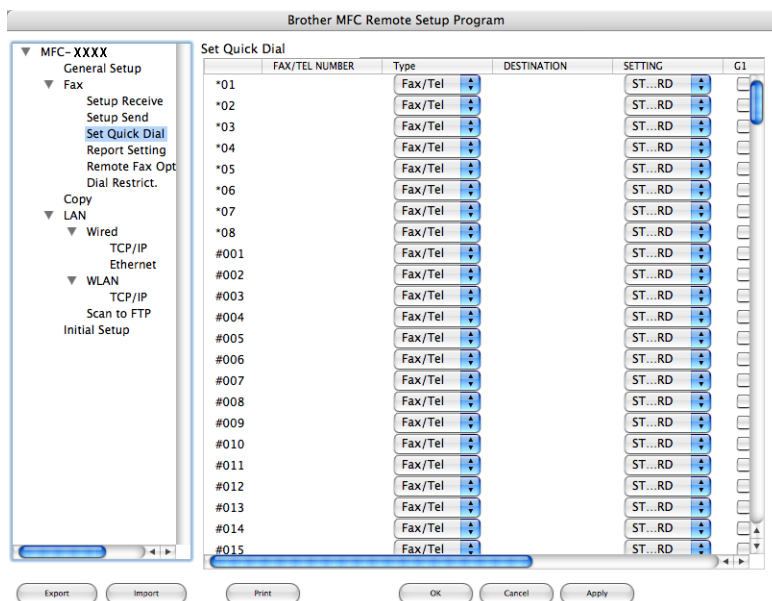 Brother MFC Remote Setup Program
MFC-XXXX
General Setup
Fax
Setup Receive
Setup Send
Set Quick Dial
Report Setting
Remote Fax Opt
Dial Restrict.
Copy
LAN
Wired
TCP/IP
Ethernet
WLAN
TCP/IP
Scan to FTP
Initial Setup
Set Quick Dial
FAX/TEL NUMBER Type DESTINATION SETTING G1
*01 Fax/Tel ST...RD
*02 Fax/Tel ST...RD
*03 Fax/Tel ST...RD
*04 Fax/Tel ST...RD
*05 Fax/Tel ST...RD
*06 Fax/Tel ST...RD
*07 Fax/Tel ST...RD
*08 Fax/Tel ST...RD
#001 Fax/Tel ST...RD
#002 Fax/Tel ST...RD
#003 Fax/Tel ST...RD
#004 Fax/Tel ST...RD
#005 Fax/Tel ST...RD
#006 Fax/Tel ST...RD
#007 Fax/Tel ST...RD
#008 Fax/Tel ST...RD
#009 Fax/Tel ST...RD
#010 Fax/Tel ST...RD
#011 Fax/Tel ST...RD
#012 Fax/Tel ST...RD
#013 Fax/Tel ST...RD
#014 Fax/Tel ST...RD
#015 Fax/Tel ST...RD
Export Import Print OK Cancel Apply